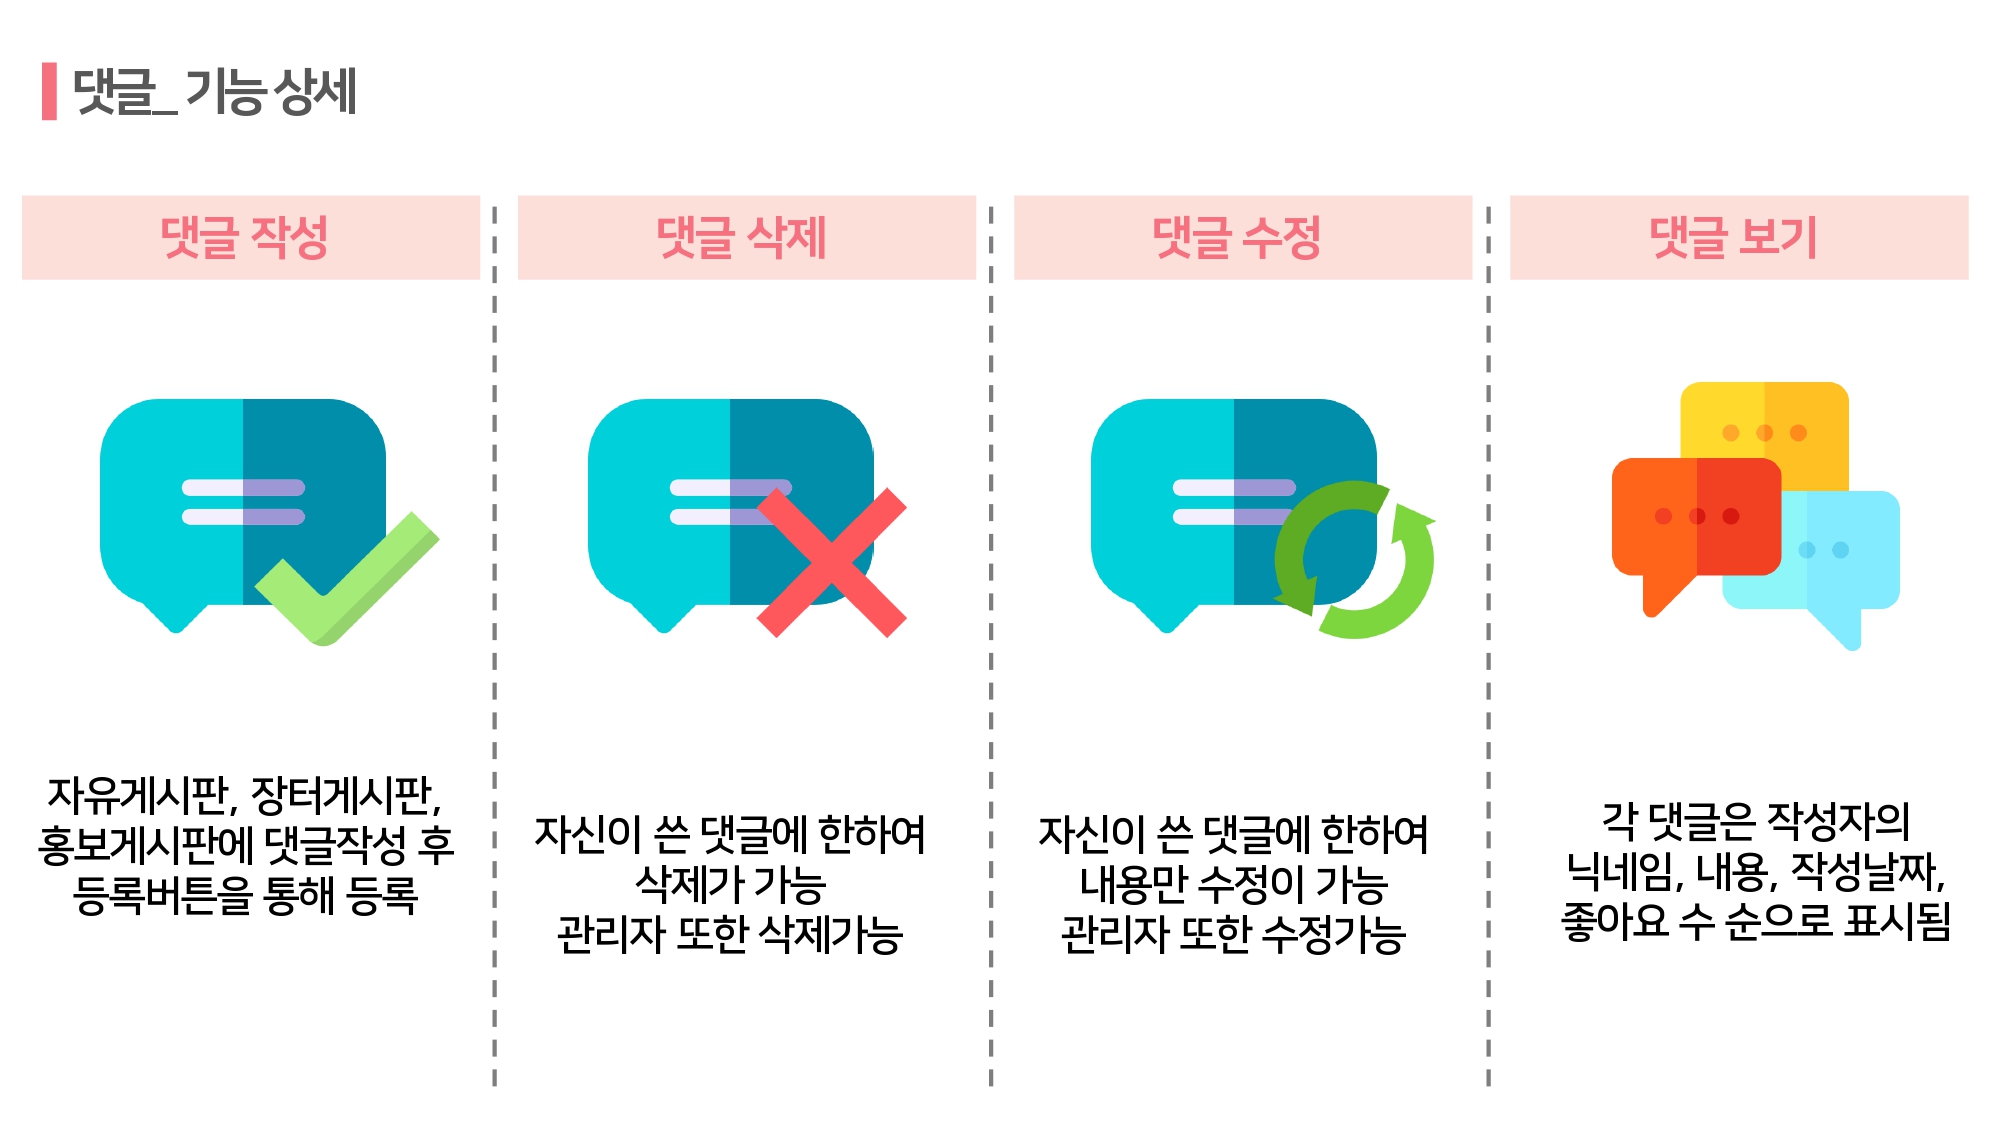 댓글_ 기능 상세
댓글 작성
자유게시판, 장터게시판,
홍보게시판에 댓글작성 후
등록버튼을 통해 등록
댓글 삭제
자신이 쓴 댓글에 한하여
삭제가 가능
관리자 또한 삭제가능
댓글 수정
자신이 쓴 댓글에 한하여
내용만 수정이 가능
관리자 또한 수정가능
댓글 보기
각 댓글은 작성자의
닉네임, 내용, 작성날짜,
좋아요 수 순으로 표시됨